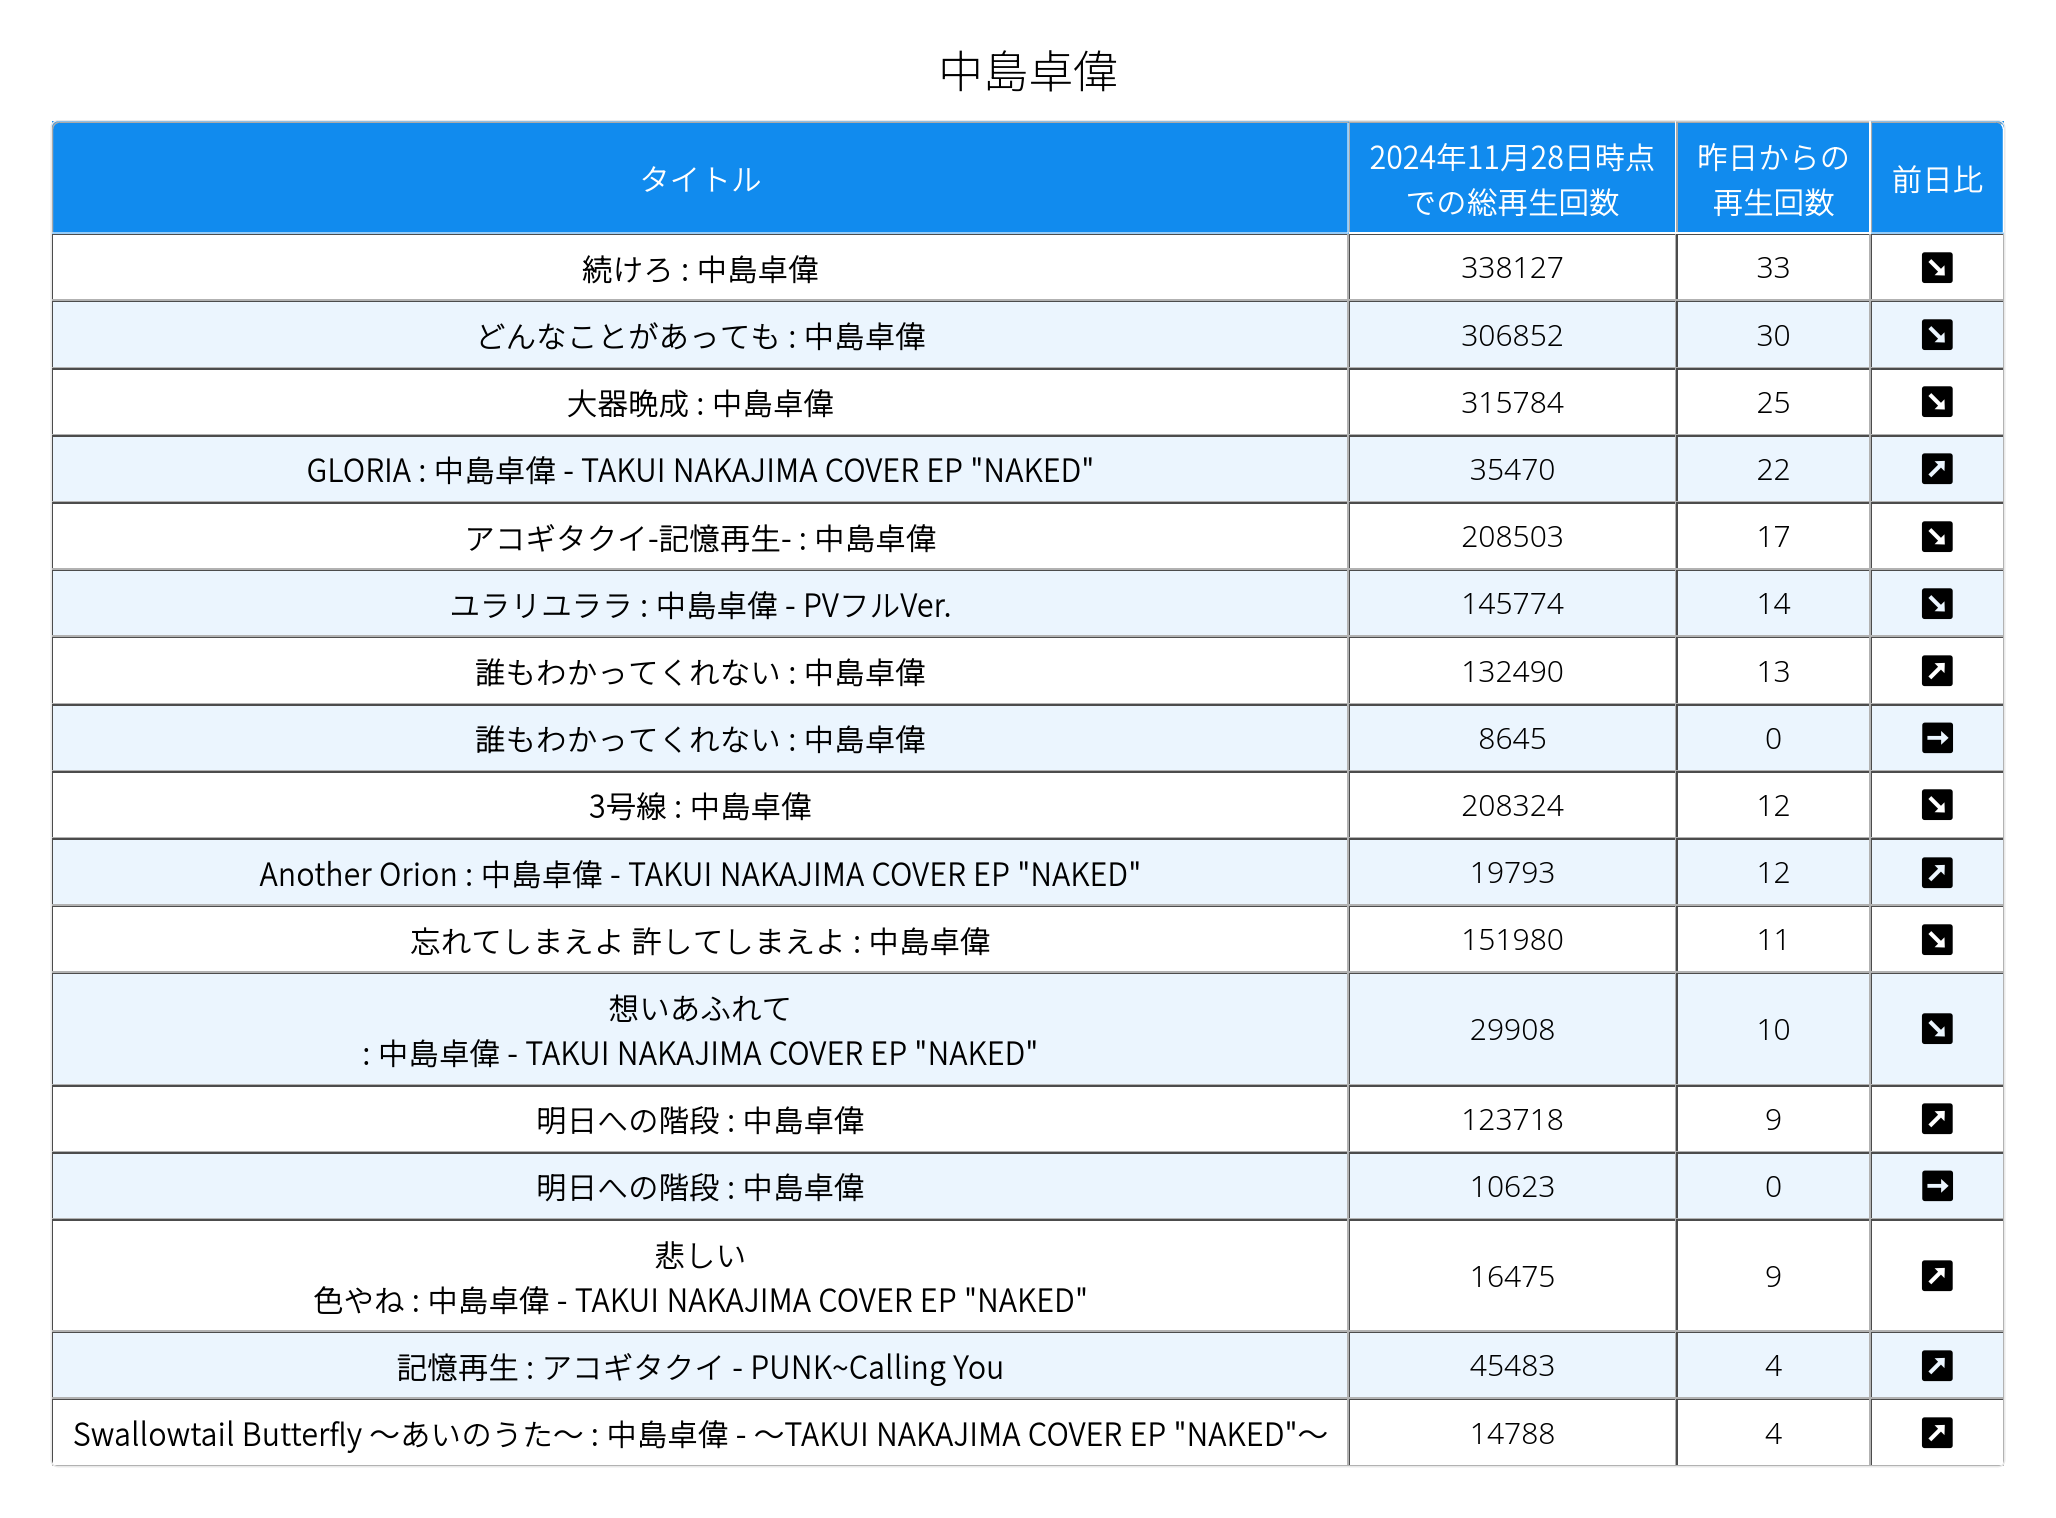 中島卓偉
タイトル
2024年11月28日時点
での総再生回数
昨日からの
再生回数
前日比
続けろ : 中島卓偉 338127 33 ↘
どんなことがあっても : 中島卓偉 306852 30 ↘
大器晩成 : 中島卓偉 315784 25 ↘
GLORIA : 中島卓偉 - TAKUI NAKAJIMA COVER EP "NAKED" 35470 22 ↗
アコギタクイ-記憶再生- : 中島卓偉 208503 17 ↘
ユラリユララ : 中島卓偉 - PVフルVer. 145774 14 ↘
誰もわかってくれない : 中島卓偉 132490 13 ↗
誰もわかってくれない : 中島卓偉 8645 0 →
3号線 : 中島卓偉 208324 12 ↘
Another Orion : 中島卓偉 - TAKUI NAKAJIMA COVER EP "NAKED" 19793 12 ↗
忘れてしまえよ 許してしまえよ : 中島卓偉 151980 11 ↘
想いあふれて
: 中島卓偉 - TAKUI NAKAJIMA COVER EP "NAKED" 29908 10 ↘
明日への階段 : 中島卓偉 123718 9 ↗
明日への階段 : 中島卓偉 10623 0 →
悲しい
色やね : 中島卓偉 - TAKUI NAKAJIMA COVER EP "NAKED" 16475 9 ↗
記憶再生 : アコギタクイ - PUNK~Calling You 45483 4 ↗
Swallowtail Butterfly 〜あいのうた〜 : 中島卓偉 - 〜TAKUI NAKAJIMA COVER EP "NAKED"〜 14788 4 ↗